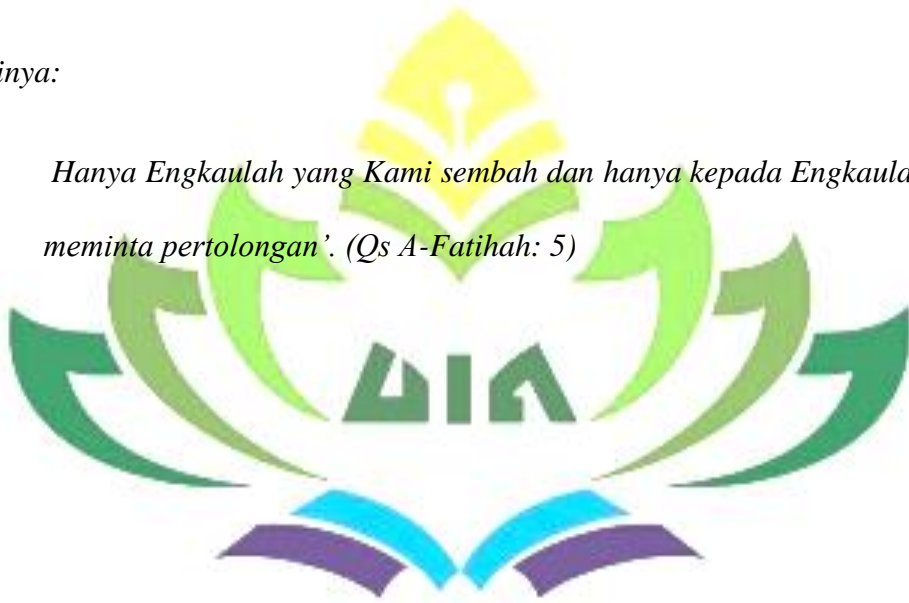 inya:
Hanya Engkaulah yang Kami sembah dan hanya kepada Engkaula
meminta pertolongan’. (Qs A-Fatihah: 5)
UIN